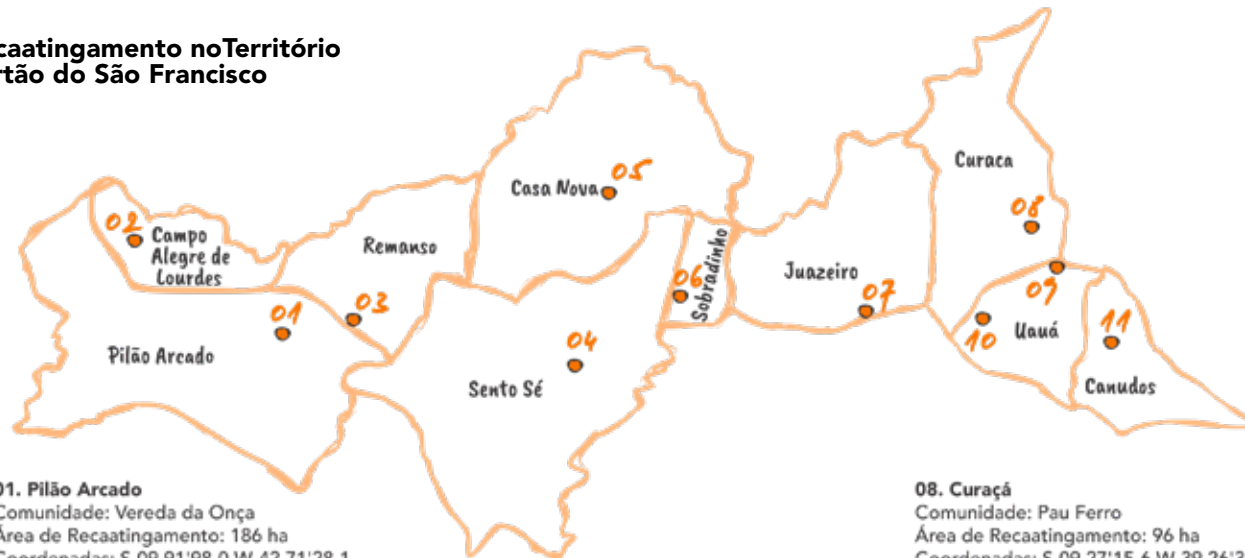 caatingamento noTerritório
rtão do São Francisco
Curaca
05
Casa Nova
08
02
Campo
Alegre de
Lourdes
Remanso
Sobradinho
Juazeiro
06
09
01
03
07
11
Pilão Arcado
04
10
Uauá
Sento Sé
Canudos
01. Pilão Arcado
Comunidade: Vereda da Onça
Área de Recaatingamento: 186 ha
08. Curaçá
Comunidade: Pau Ferro
Área de Recaatingamento: 96 ha